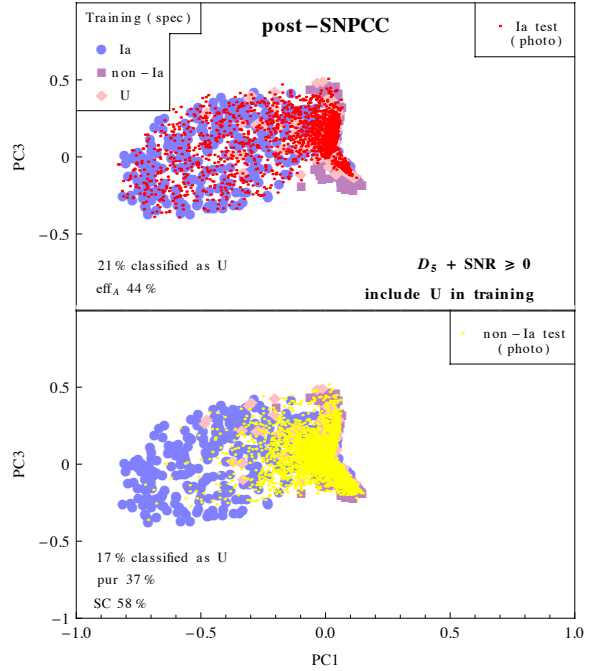 Training ( spec )
Ia
non – Ia
U
post–SNPCC
Ia test
( photo )
0.5
0
−0.5
PC3
21% classified as U
eff_A 44 %
D_5 + SNR ⩾ 0
include U in training
non – Ia test
( photo )
0.5
0
−0.5
−1
PC3
17 % classified as U
pur 37 %
SC 58 %
−1.0
−0.5
0.0
0.5
1.0
PC1